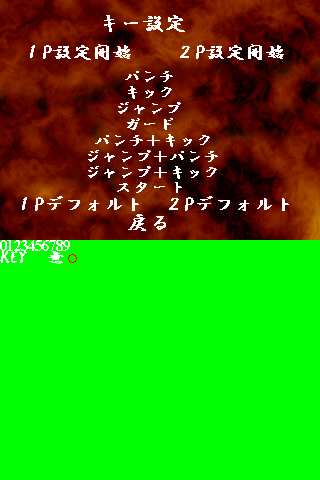 キー設定
1P設定開始 2P設定開始
パンチ
キック
ジャンプ
ガード
パンチ＋キック
ジャンプ＋パンチ
ジャンプ＋キック
スタート
1Pデフォルト 2Pデフォルト
戻る
0123456789
KEY